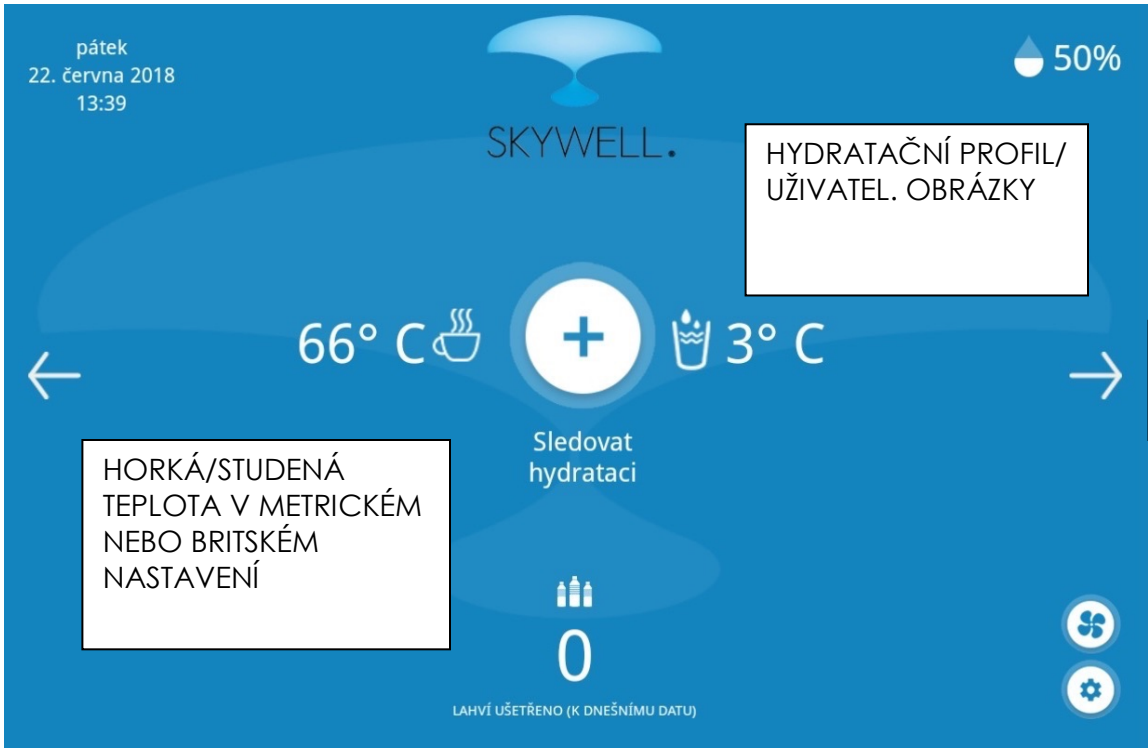 pátek
22. června 2018
13:39
50%
SKYWELL.
HYDRATAČNÍ PROFIL/
UŽIVATEL. OBRÁZKY
66° C
3° C
Sledovat
hydrataci
HORKÁ/STUDENÁ
TEPLOTA V METRICKÉM
NEBO BRITSKÉM
NASTAVENÍ
0
LAHVÍ UŠETŘENO (K DNEŠNÍMU DATU)